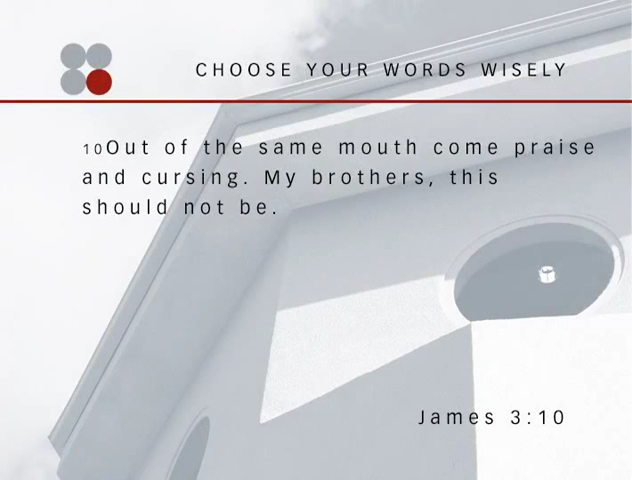 CHOOSE YOUR WORDS WISELY
10Out of the same mouth come praise
and cursing. My brothers, this
should not be.
James 3:10